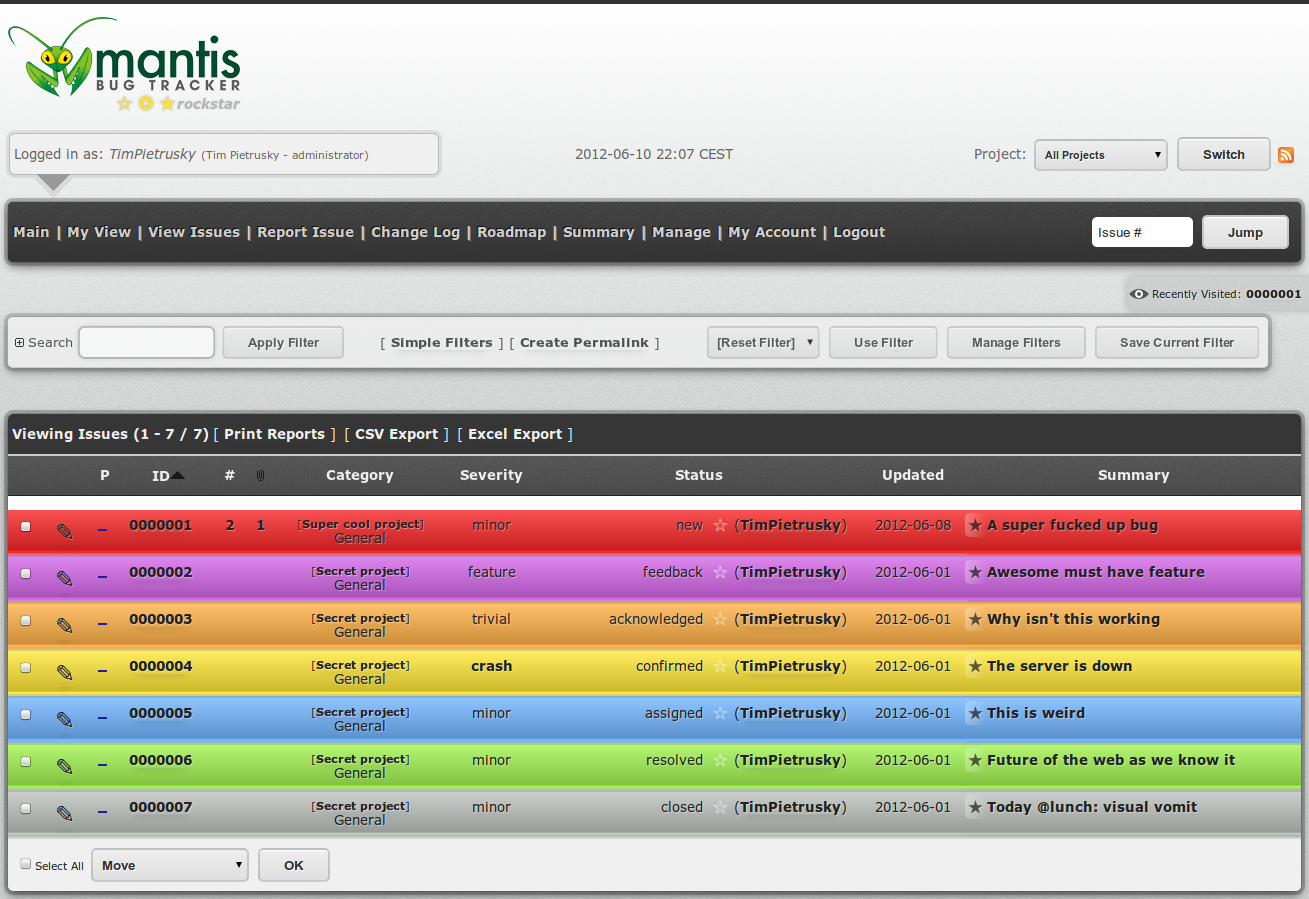 mantis
BUG TRACKER
rockstar
Logged in as: TimPietrusky (Tim Pietrusky - administrator) 2012-06-10 22:07 CEST Project: All Projects Switch
Main | My View | View Issues | Report Issue | Change Log | Roadmap | Summary | Manage | My Account | Logout Issue # Jump
Recently Visited: 0000001
Search Apply Filter [ Simple Filters ] [ Create Permalink ] [Reset Filter] Use Filter Manage Filters Save Current Filter
Viewing Issues (1 - 7 / 7) [ Print Reports ] [ CSV Export ] [ Excel Export ]
P ID # Category Severity Status Updated Summary
0000001 2 1 [Super cool project] minor new (TimPietrusky) 2012-06-08 A super fucked up bug
General
0000002 [Secret project] feature feedback (TimPietrusky) 2012-06-01 Awesome must have feature
General
0000003 [Secret project] trivial acknowledged (TimPietrusky) 2012-06-01 Why isn't this working
General
0000004 [Secret project] crash confirmed (TimPietrusky) 2012-06-01 The server is down
General
0000005 [Secret project] minor assigned (TimPietrusky) 2012-06-01 This is weird
General
0000006 [Secret project] minor resolved (TimPietrusky) 2012-06-01 Future of the web as we know it
General
0000007 [Secret project] minor closed (TimPietrusky) 2012-06-01 Today @lunch: visual vomit
General
Select All Move OK